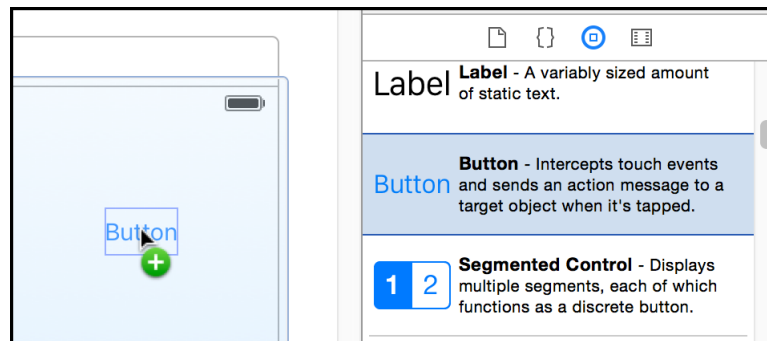 Button
Label
Label - A variably sized amount
of static text.
Button
Button - Intercepts touch events
and sends an action message to a
target object when it's tapped.
1 2
Segmented Control - Displays
multiple segments, each of which
functions as a discrete button.